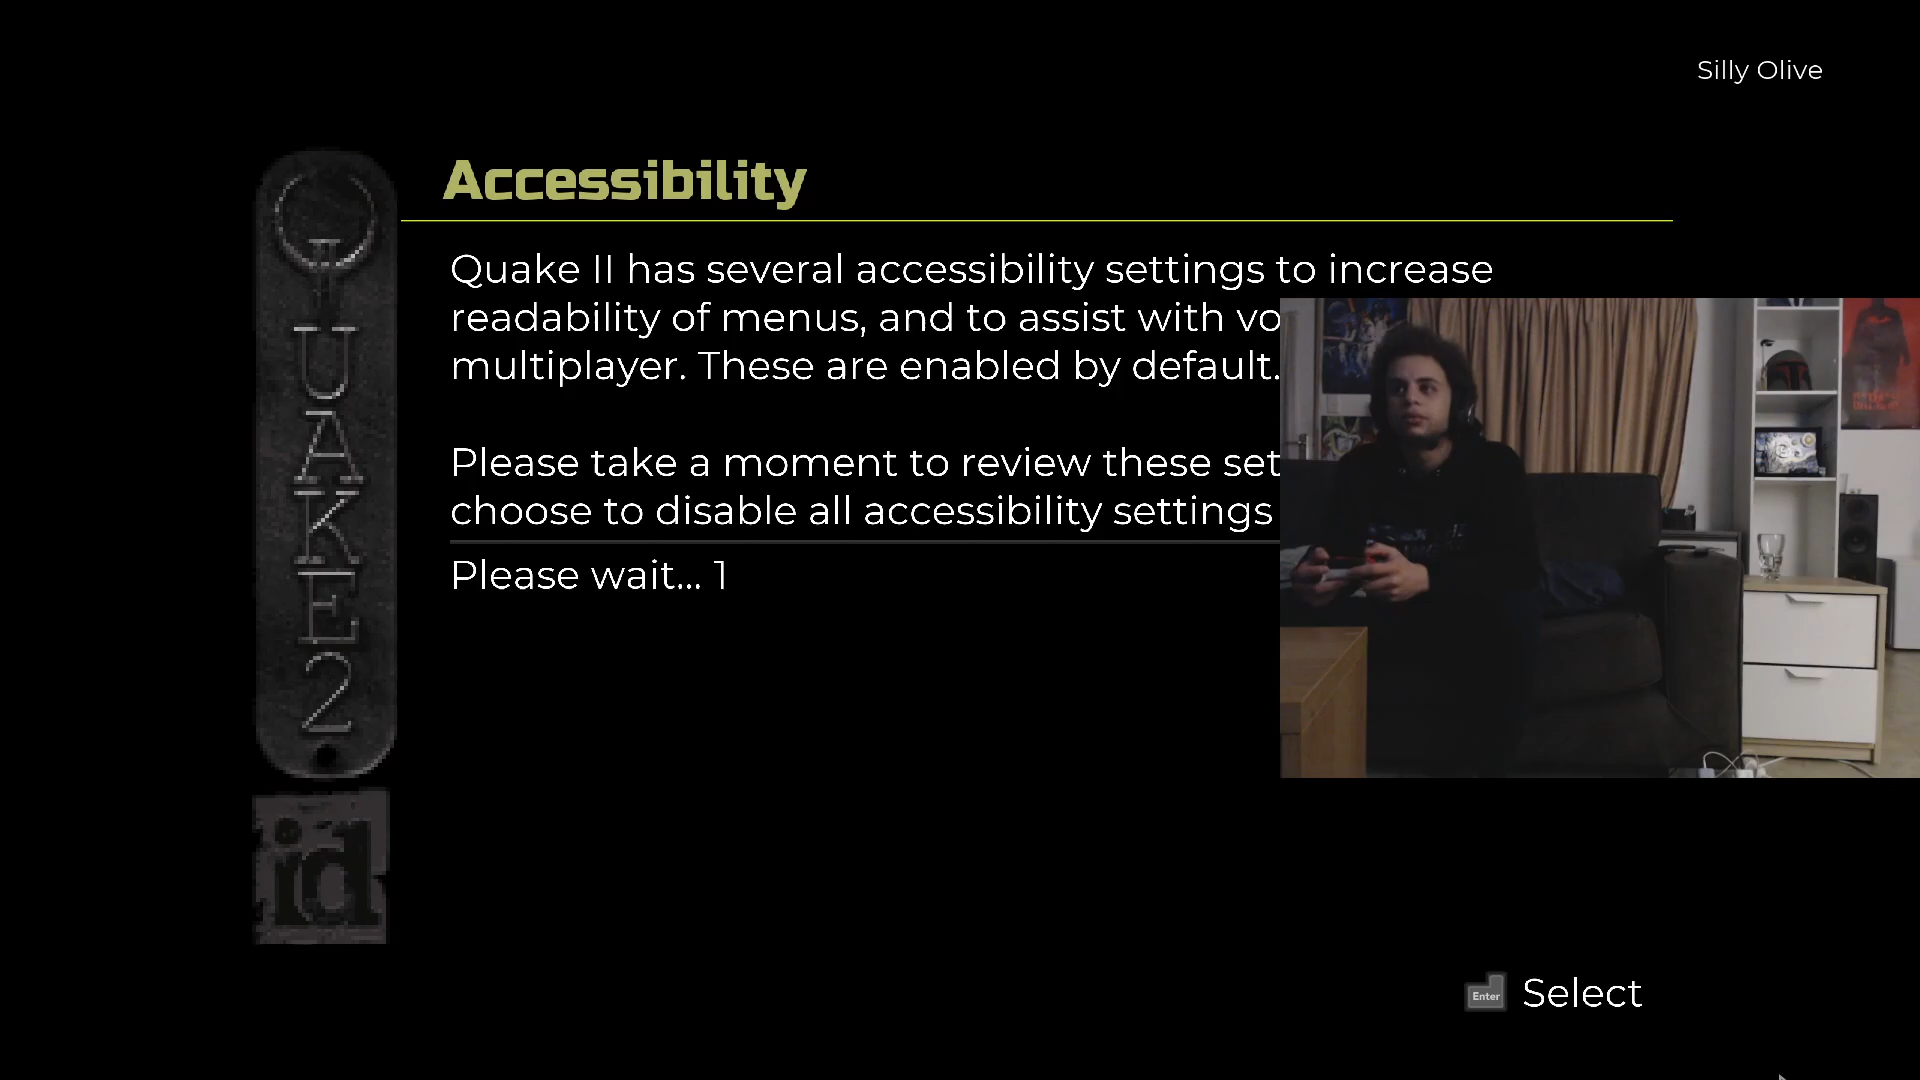 Silly Olive
Accessibility
Quake II has several accessibility settings to increase
readability of menus, and to assist with
multiplayer. These are enabled by default.
Please take a moment to review these
choose to disable all accessibility settings
Please wait... 1
QUAKE2
id
Enter Select